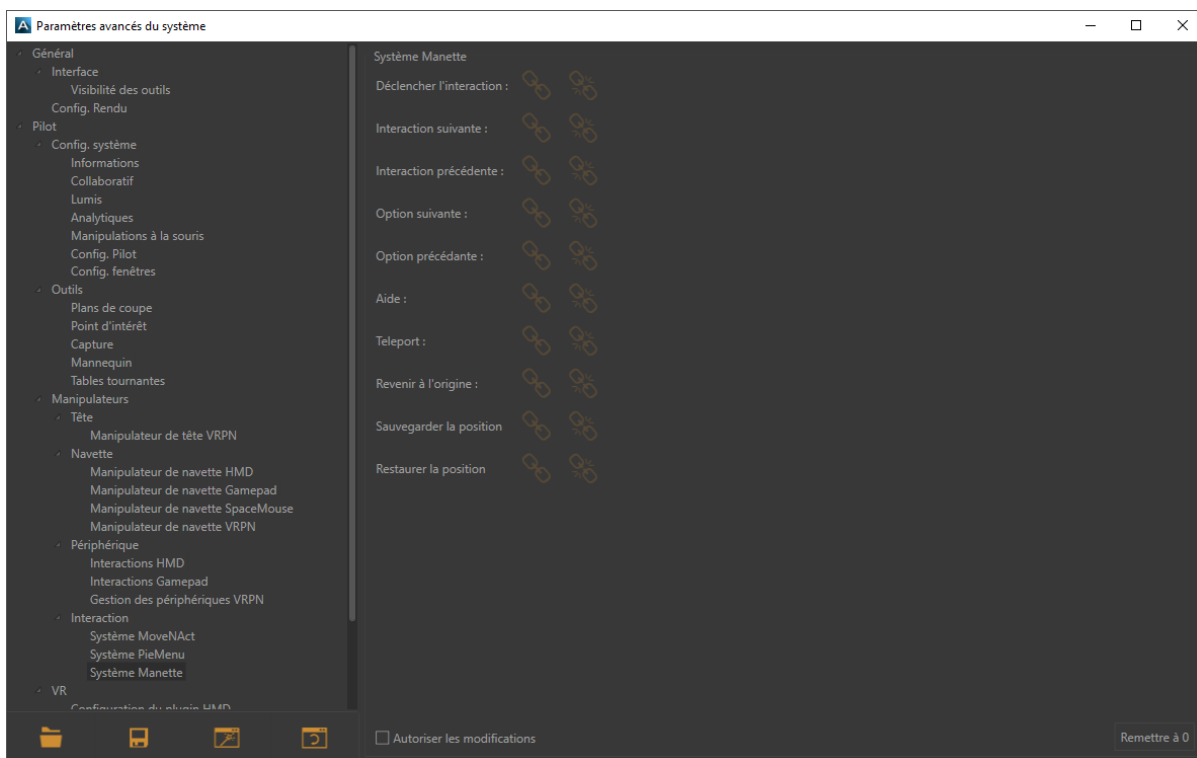 Paramètres avancés du système
Général
Interface
Visibilité des outils
Config. Rendu
Pilot
Config. système
Informations
Collaboratif
Lumis
Analytiques
Manipulations à la souris
Config. Pilot
Config. fenêtres
Outils
Plans de coupe
Point d'intérêt
Capture
Mannequin
Tables tournantes
Manipulateurs
Tête
Manipulateur de tête VRPN
Navette
Manipulateur de navette HMD
Manipulateur de navette Gamepad
Manipulateur de navette SpaceMouse
Manipulateur de navette VRPN
Périphérique
Interactions HMD
Interactions Gamepad
Gestion des périphériques VRPN
Interaction
Système MoveNAct
Système PieMenu
Système Manette
VR
Configuration du plugin HMD
Système Manette
Déclencher l'interaction :
Interaction suivante :
Interaction précédente :
Option suivante :
Option précédante :
Aide :
Teleport :
Revenir à l'origine :
Sauvegarder la position
Restaurer la position
Autoriser les modifications
Remettre à 0